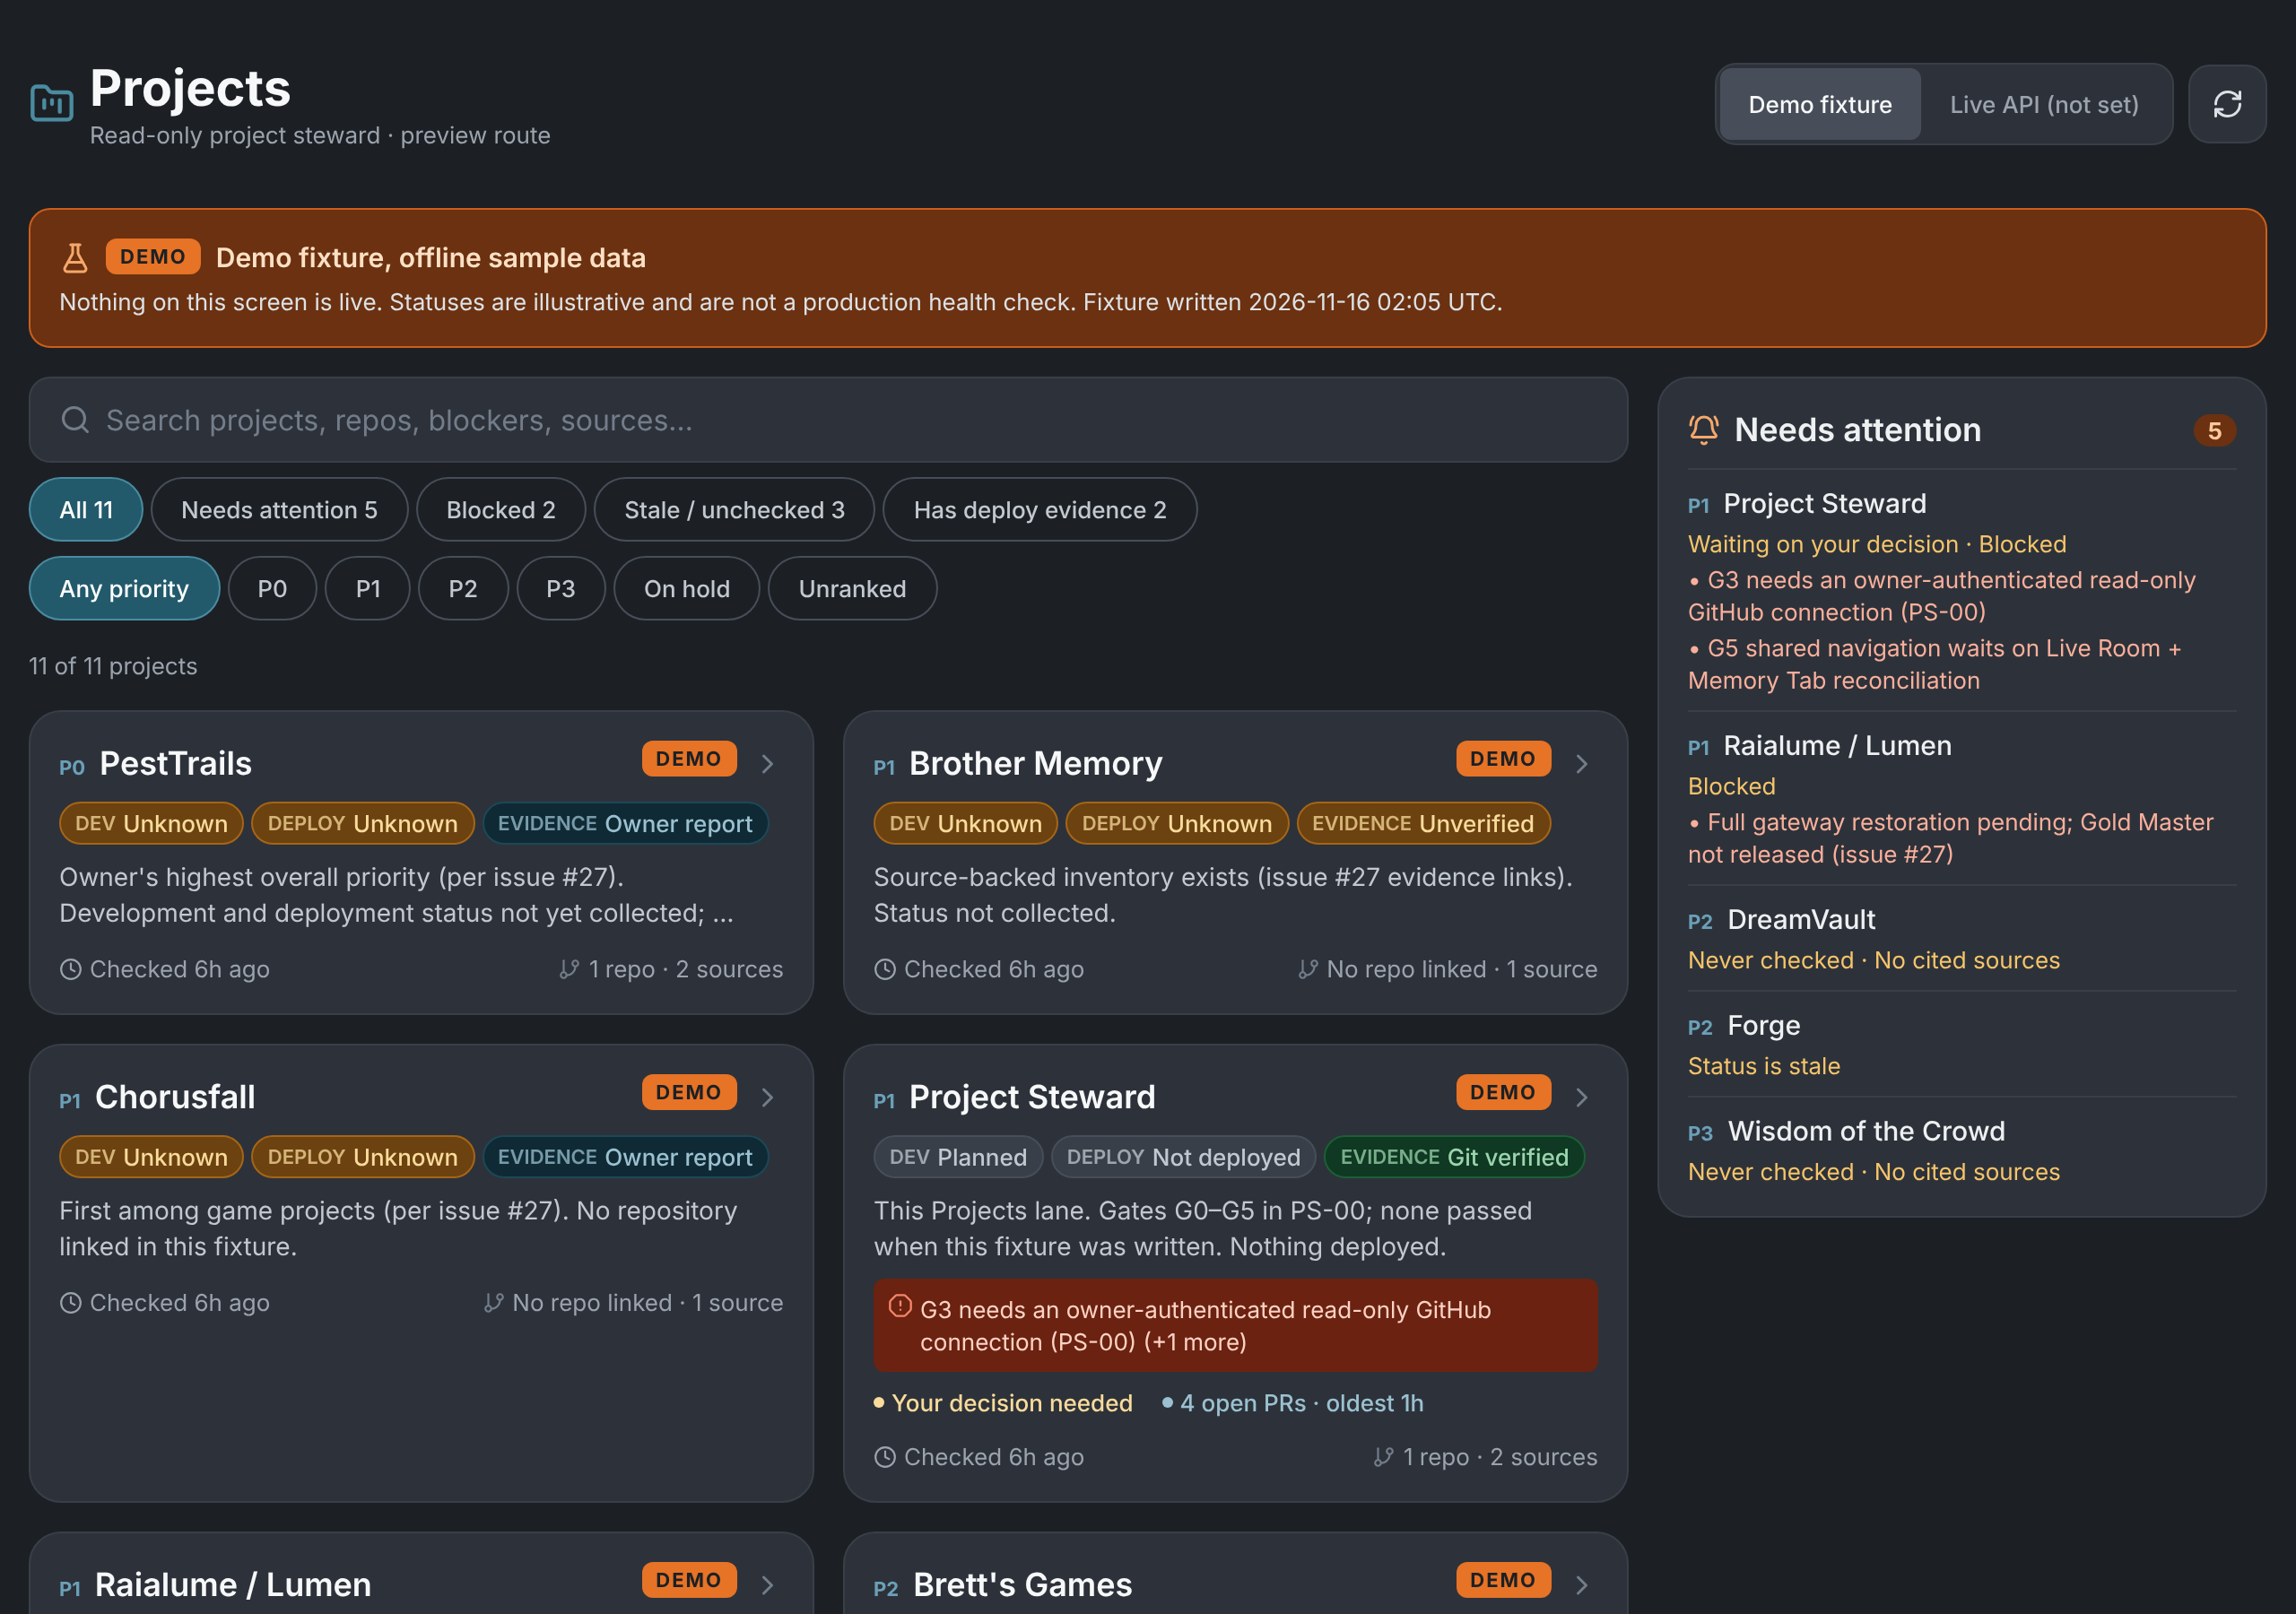 Projects
Read-only project steward · preview route
Demo fixture
Live API (not set)
DEMO Demo fixture, offline sample data
Nothing on this screen is live. Statuses are illustrative and are not a production health check. Fixture written 2026-11-16 02:05 UTC.
Search projects, repos, blockers, sources...
All 11
Needs attention 5
Blocked 2
Stale / unchecked 3
Has deploy evidence 2
Any priority
P0
P1
P2
P3
On hold
Unranked
11 of 11 projects
P0 PestTrails DEMO
DEV Unknown DEPLOY Unknown EVIDENCE Owner report
Owner's highest overall priority (per issue #27).
Development and deployment status not yet collected; ...
Checked 6h ago
1 repo · 2 sources
P1 Brother Memory DEMO
DEV Unknown DEPLOY Unknown EVIDENCE Unverified
Source-backed inventory exists (issue #27 evidence links).
Status not collected.
Checked 6h ago
No repo linked · 1 source
P1 Chorusfall DEMO
DEV Unknown DEPLOY Unknown EVIDENCE Owner report
First among game projects (per issue #27). No repository
linked in this fixture.
Checked 6h ago
No repo linked · 1 source
P1 Project Steward DEMO
DEV Planned DEPLOY Not deployed EVIDENCE Git verified
This Projects lane. Gates G0–G5 in PS-00; none passed
when this fixture was written. Nothing deployed.
G3 needs an owner-authenticated read-only GitHub
connection (PS-00) (+1 more)
Your decision needed
4 open PRs · oldest 1h
Checked 6h ago
1 repo · 2 sources
P1 Raialume / Lumen DEMO
P2 Brett's Games DEMO
Needs attention 5
P1 Project Steward
Waiting on your decision · Blocked
• G3 needs an owner-authenticated read-only
GitHub connection (PS-00)
• G5 shared navigation waits on Live Room +
Memory Tab reconciliation
P1 Raialume / Lumen
Blocked
• Full gateway restoration pending; Gold Master
not released (issue #27)
P2 DreamVault
Never checked · No cited sources
P2 Forge
Status is stale
P3 Wisdom of the Crowd
Never checked · No cited sources